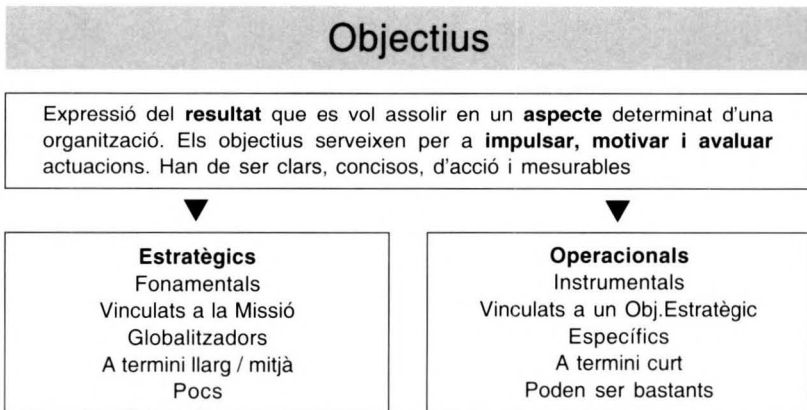 Objectius
Expressió del resultat que es vol assolir en un aspecte determinat d'una
organització. Els objectius serveixen per a impulsar, motivar i avaluar
actuacions. Han de ser clars, concisos, d'acció i mesurables
Estratègics
Fonamentals
Vinculats a la Missió
Globalitzadors
A termini llarg / mitjà
Pocs
Operacionals
Instrumentals
Vinculats a un Obj.Estratègic
Específics
A termini curt
Poden ser bastants